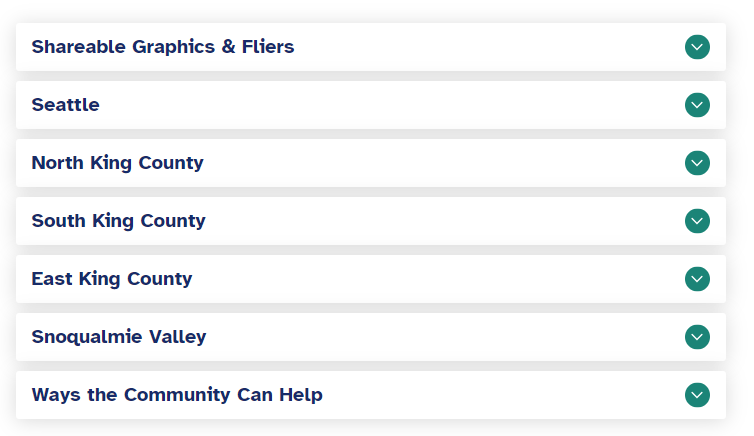 Shareable Graphics & Fliers
Seattle
North King County
South King County
East King County
Snoqualmie Valley
Ways the Community Can Help